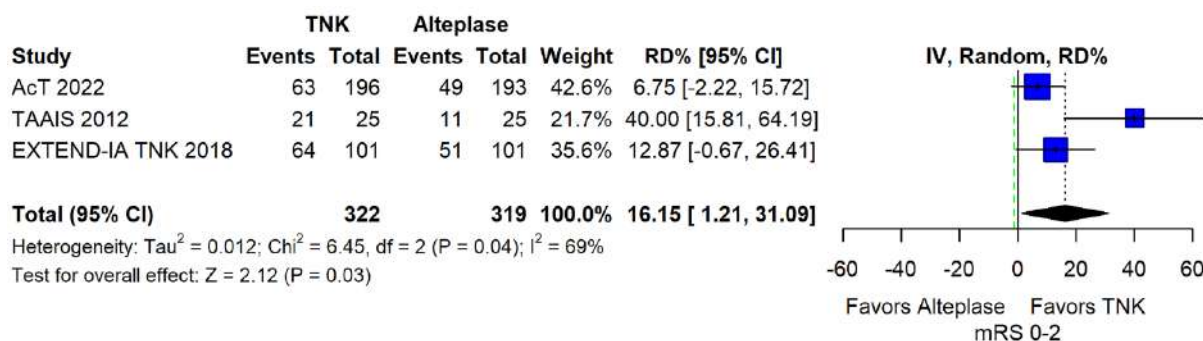 TNK Alteplase
Study Events Total Events Total Weight RD% [95% CI] IV, Random, RD%
AcT 2022 63 196 49 193 42.6% 6.75 [-2.22, 15.72]
TAAIS 2012 21 25 11 25 21.7% 40.00 [15.81, 64.19]
EXTEND-IA TNK 2018 64 101 51 101 35.6% 12.87 [-0.67, 26.41]
Total (95% CI) 322 319 100.0% 16.15 [ 1.21, 31.09]
Heterogeneity: Tau² = 0.012; Chi² = 6.45, df = 2 (P = 0.04); I² = 69%
Test for overall effect: Z = 2.12 (P = 0.03)
-60 -40 -20 0 20 40 60
Favors Alteplase Favors TNK
mRS 0-2